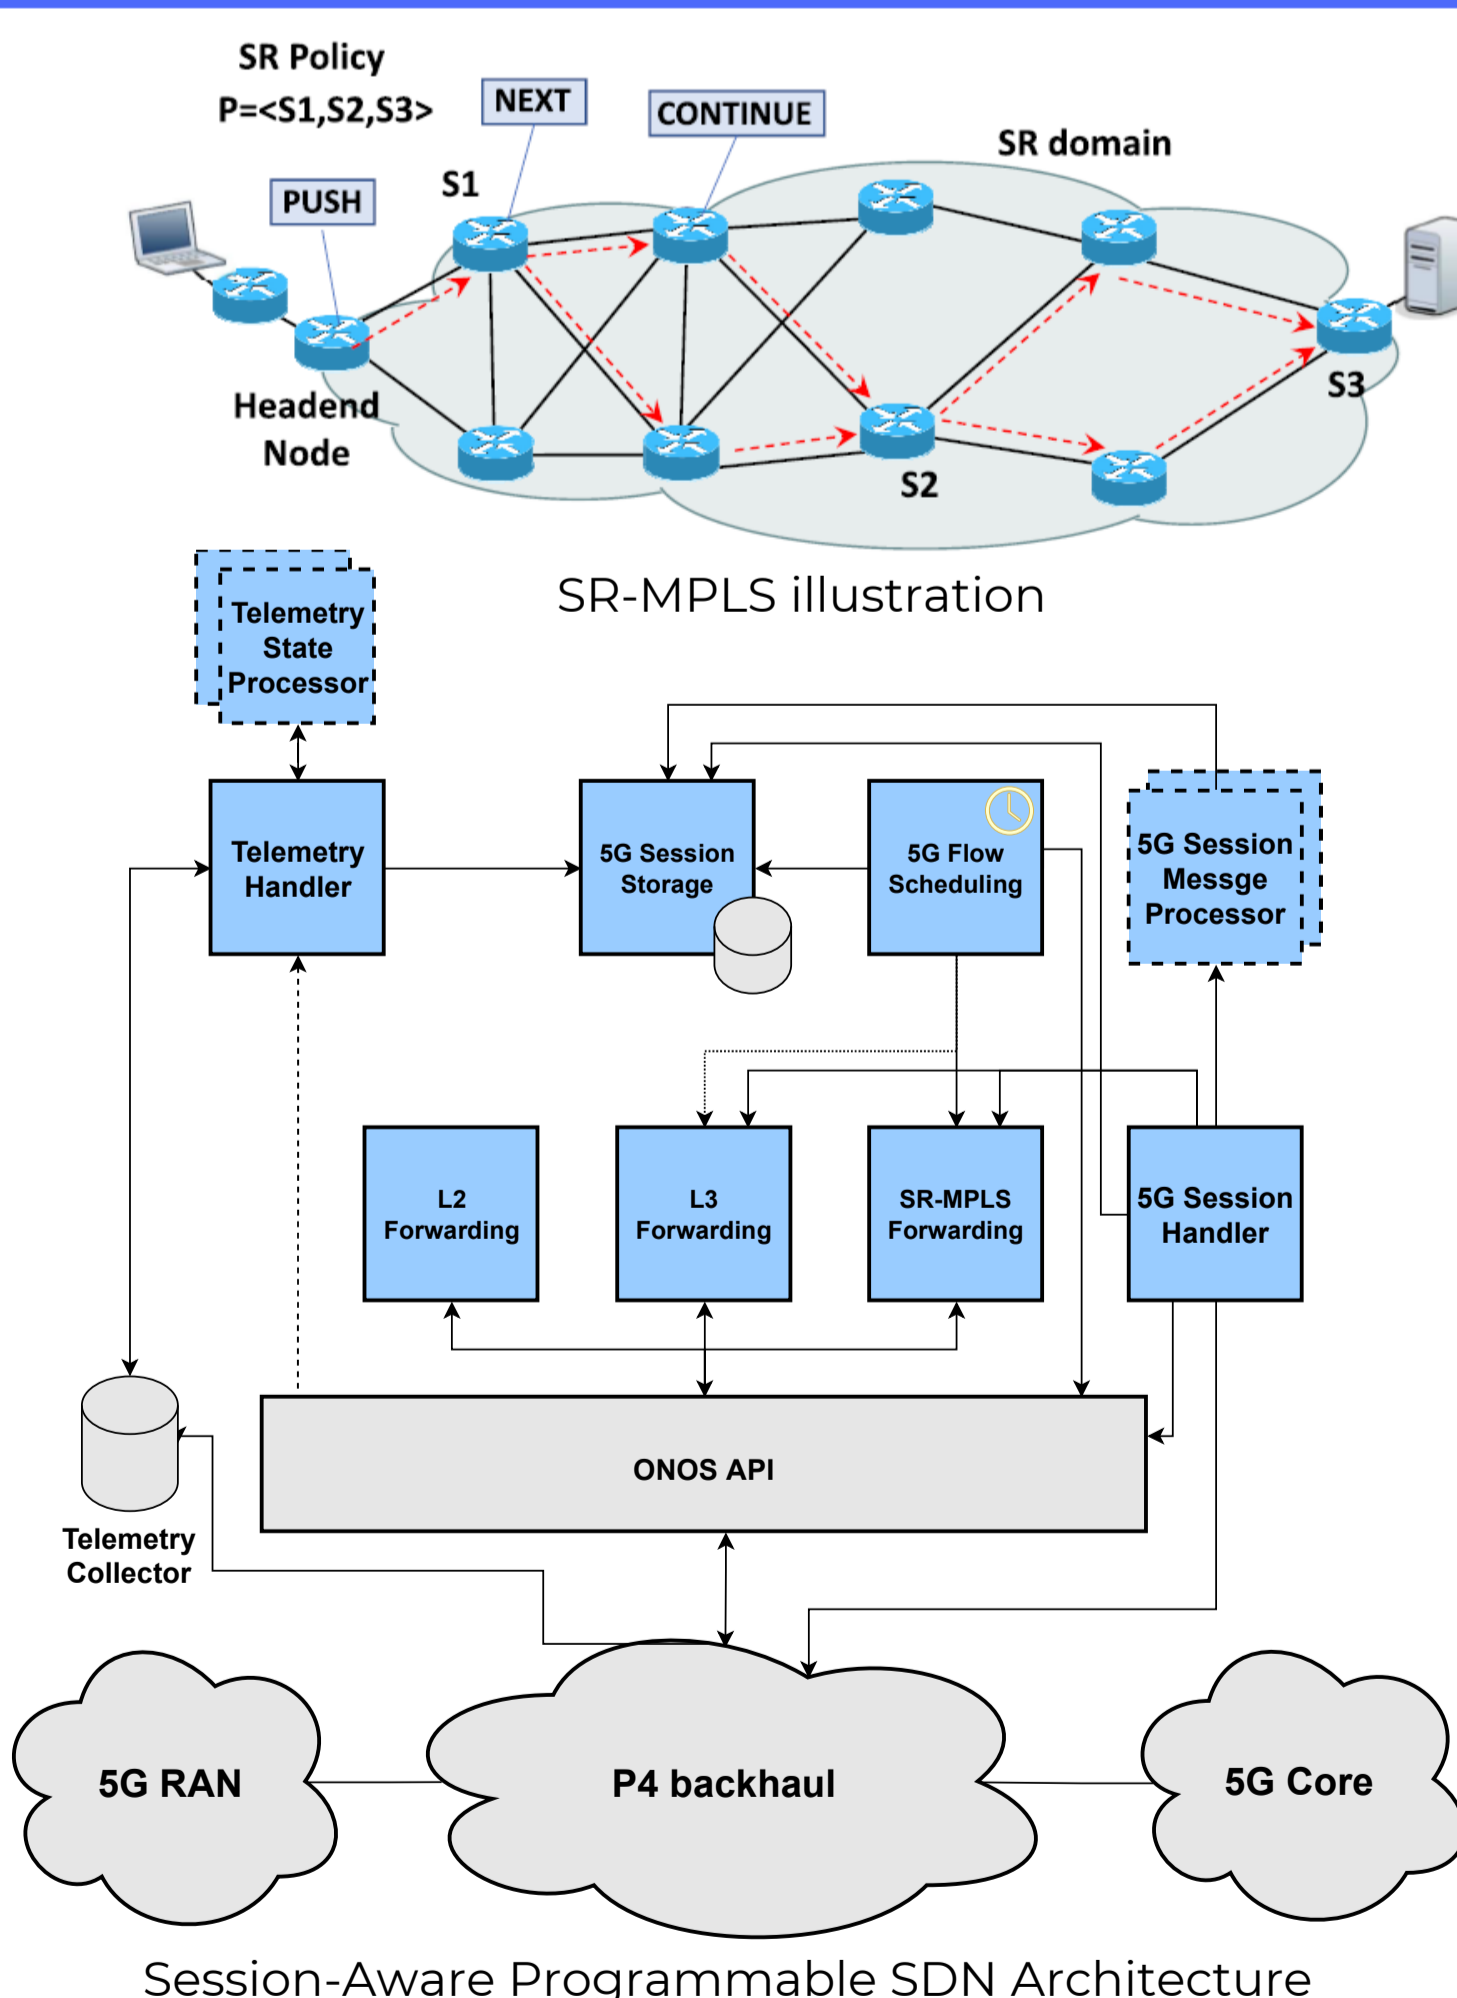 SR Policy
P=<S1,S2,S3>
NEXT
CONTINUE
SR domain
PUSH
S1
Headend
Node
S2
S3
SR-MPLS illustration
Telemetry
State
Processor
Telemetry
Handler
5G Session
Storage
5G Flow
Scheduling
5G Session
Messge
Processor
L2
Forwarding
L3
Forwarding
SR-MPLS
Forwarding
5G Session
Handler
ONOS API
Telemetry
Collector
5G RAN
P4 backhaul
5G Core
Session-Aware Programmable SDN Architecture